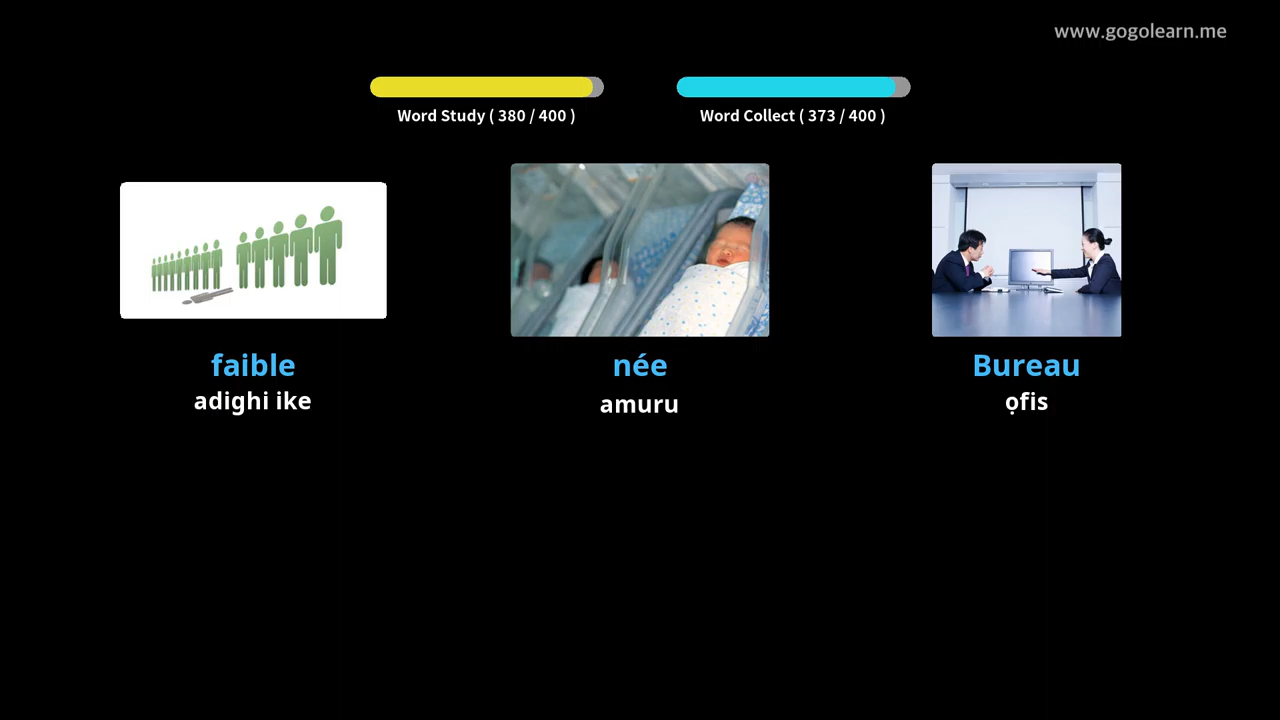 www.gogolearn.me
Word Study ( 380 / 400 )
Word Collect ( 373 / 400 )
faible
née
Bureau
adighi ike
amuru
ọfis